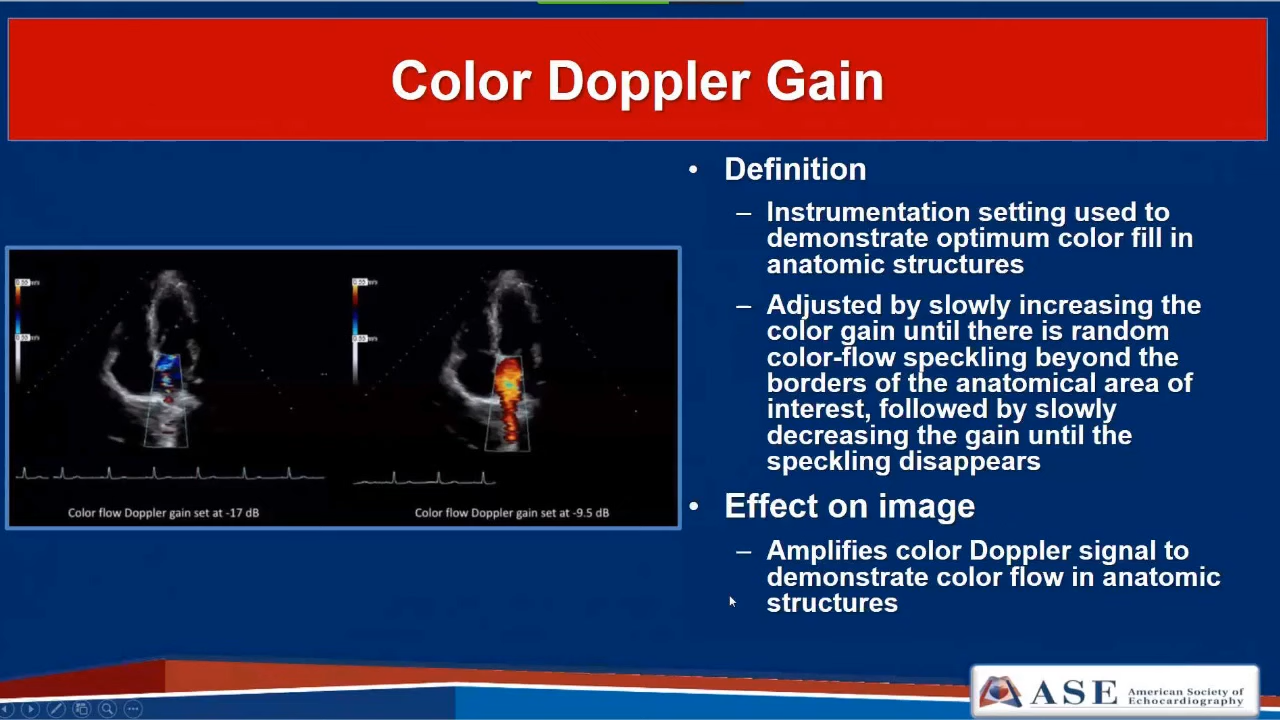 Color Doppler Gain
• Definition
– Instrumentation setting used to
demonstrate optimum color fill in
anatomic structures
– Adjusted by slowly increasing the
color gain until there is random
color-flow speckling beyond the
borders of the anatomical area of
interest, followed by slowly
decreasing the gain until the
speckling disappears
• Effect on image
– Amplifies color Doppler signal to
demonstrate color flow in anatomic
structures
Color flow Doppler gain set at -17 dB
Color flow Doppler gain set at -9.5 dB
ASE American Society of
Echocardiography